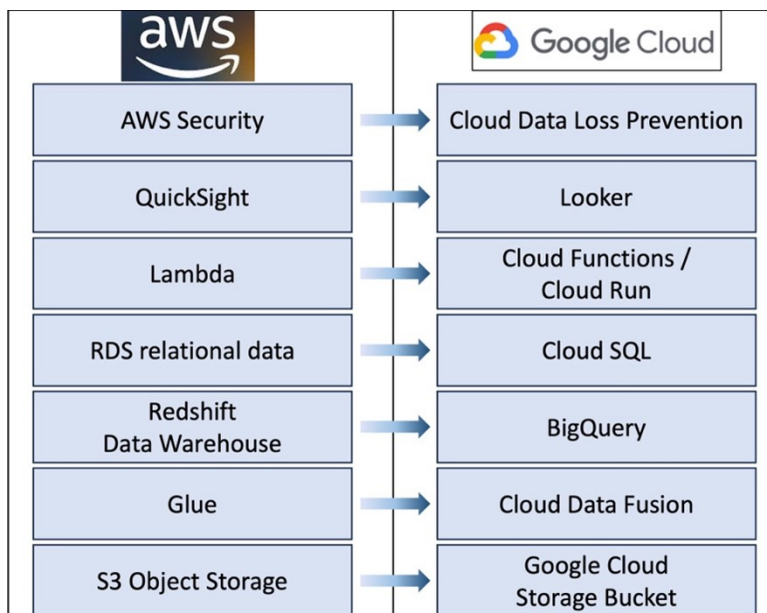 aws
Google Cloud
AWS Security
Cloud Data Loss Prevention
QuickSight
Looker
Lambda
Cloud Functions /
Cloud Run
RDS relational data
Cloud SQL
Redshift
Data Warehouse
BigQuery
Glue
Cloud Data Fusion
S3 Object Storage
Google Cloud
Storage Bucket